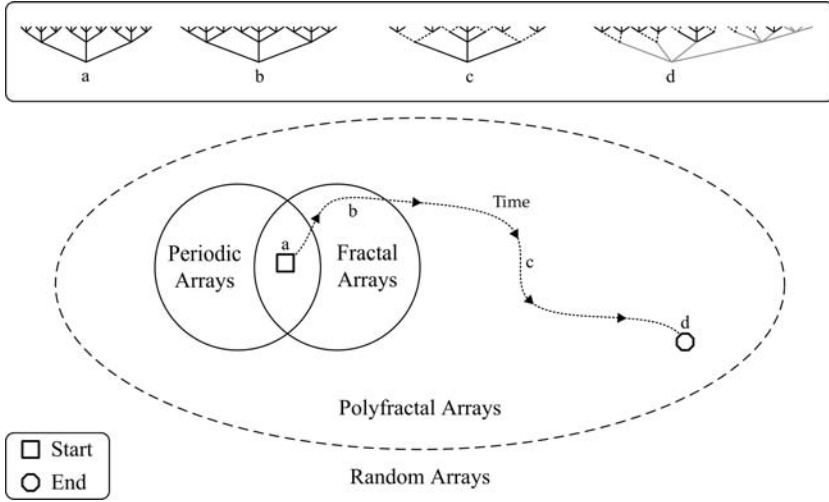 a
b
c
d
Time
b
a
Periodic
Arrays
Fractal
Arrays
c
d
Polyfractal Arrays
Start
End
Random Arrays